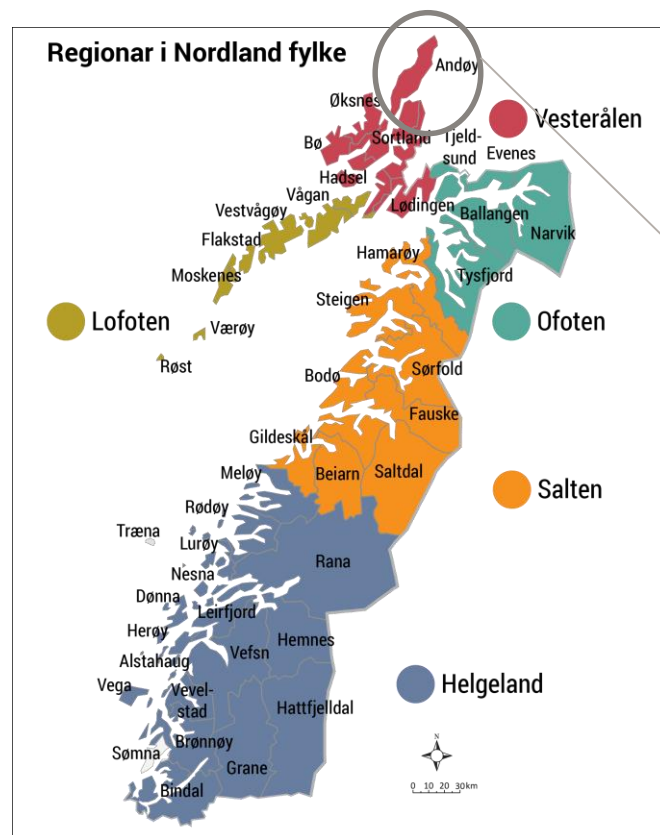 Regionar i Nordland fylke
Andøy
Øksnes
Vesterålen
Bø
Sortland
Tjeld-
sund
Evenes
Hadsel
Vågan
Lødingen
Vestvågøy
Ballangen
Flakstad
Narvik
Hamarøy
Moskenes
Tysfjord
Steigen
Lofoten
Værøy
Ofoten
Røst
Bodø
Sørfold
Fauske
Gildeskål
Meløy
Beiarn
Saltdal
Salten
Rødøy
Træna
Lurøy
Rana
Nesna
Dønna
Leirfjord
Herøy
Vefsn
Hemnes
Alstahaug
Vega
Vevel-
stad
Helgeland
Hattfjelldal
Brønnøy
Sømna
Grane
Bindal
N
0 10 20 30km